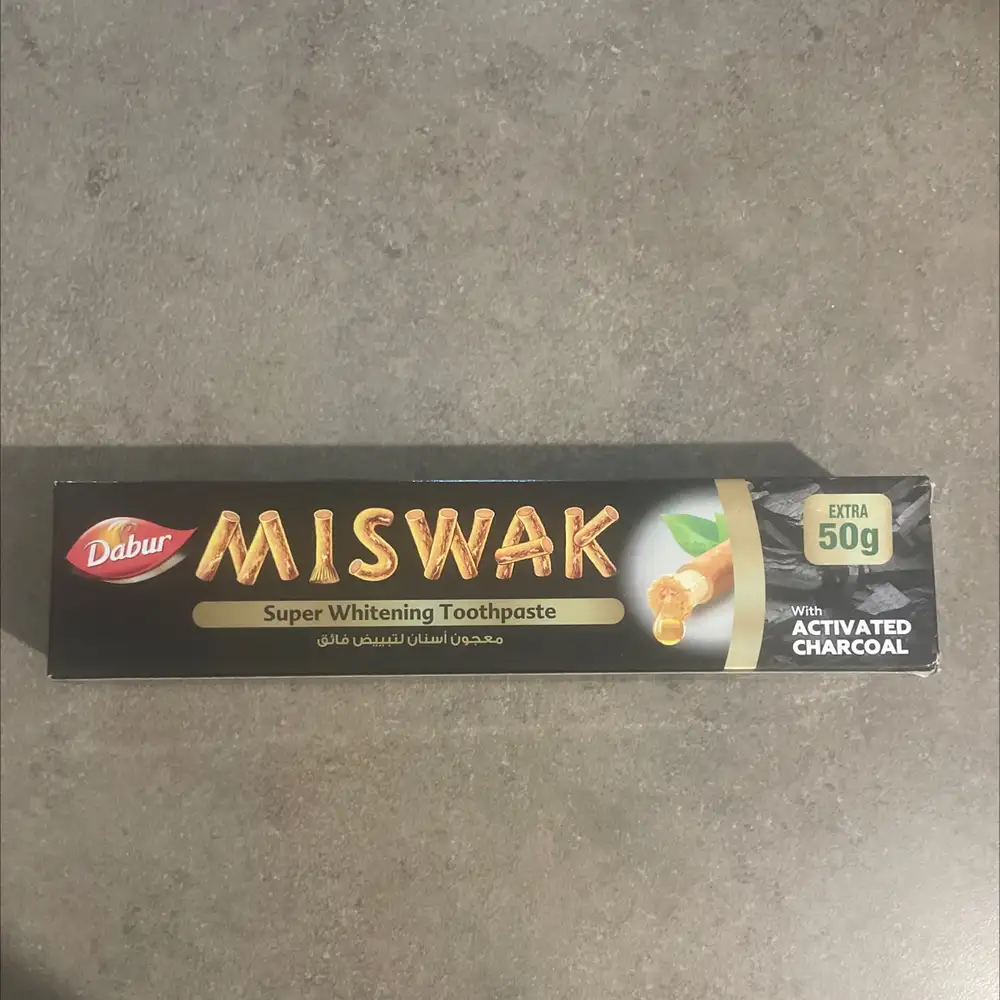 Dabur
MISWAK
Super Whitening Toothpaste
معجون أسنان لتبييض فائق
EXTRA
50g
With
ACTIVATED
CHARCOAL